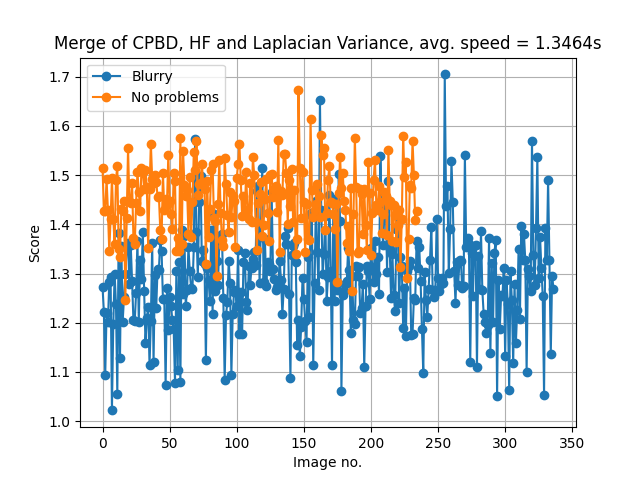 Merge of CPBD, HF and Laplacian Variance, avg. speed = 1.3464s
Blurry
No problems
Score
1.7
1.6
1.5
1.4
1.3
1.2
1.1
1.0
0 50 100 150 200 250 300 350
Image no.